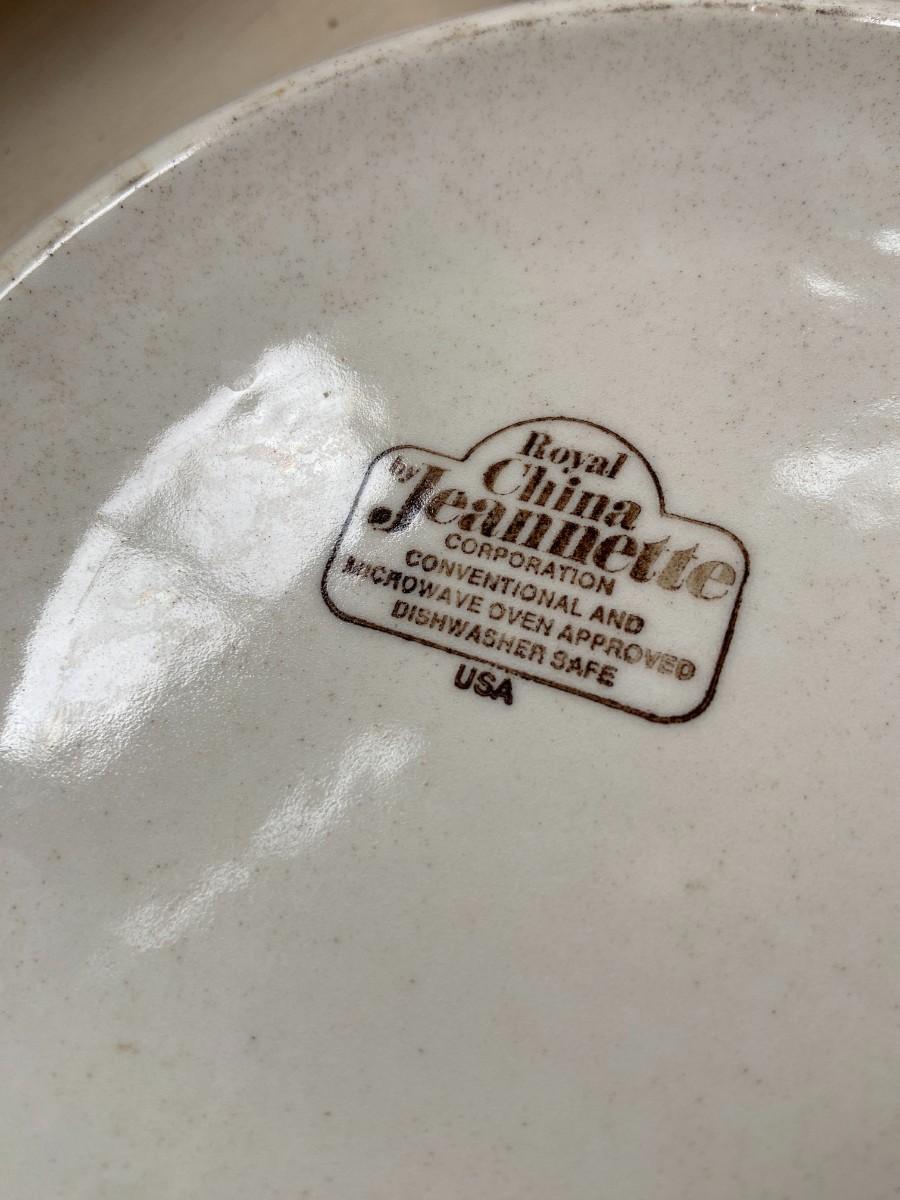 Royal
China
by Jeannette
CORPORATION
CONVENTIONAL AND
MICROWAVE OVEN APPROVED
DISHWASHER SAFE
USA